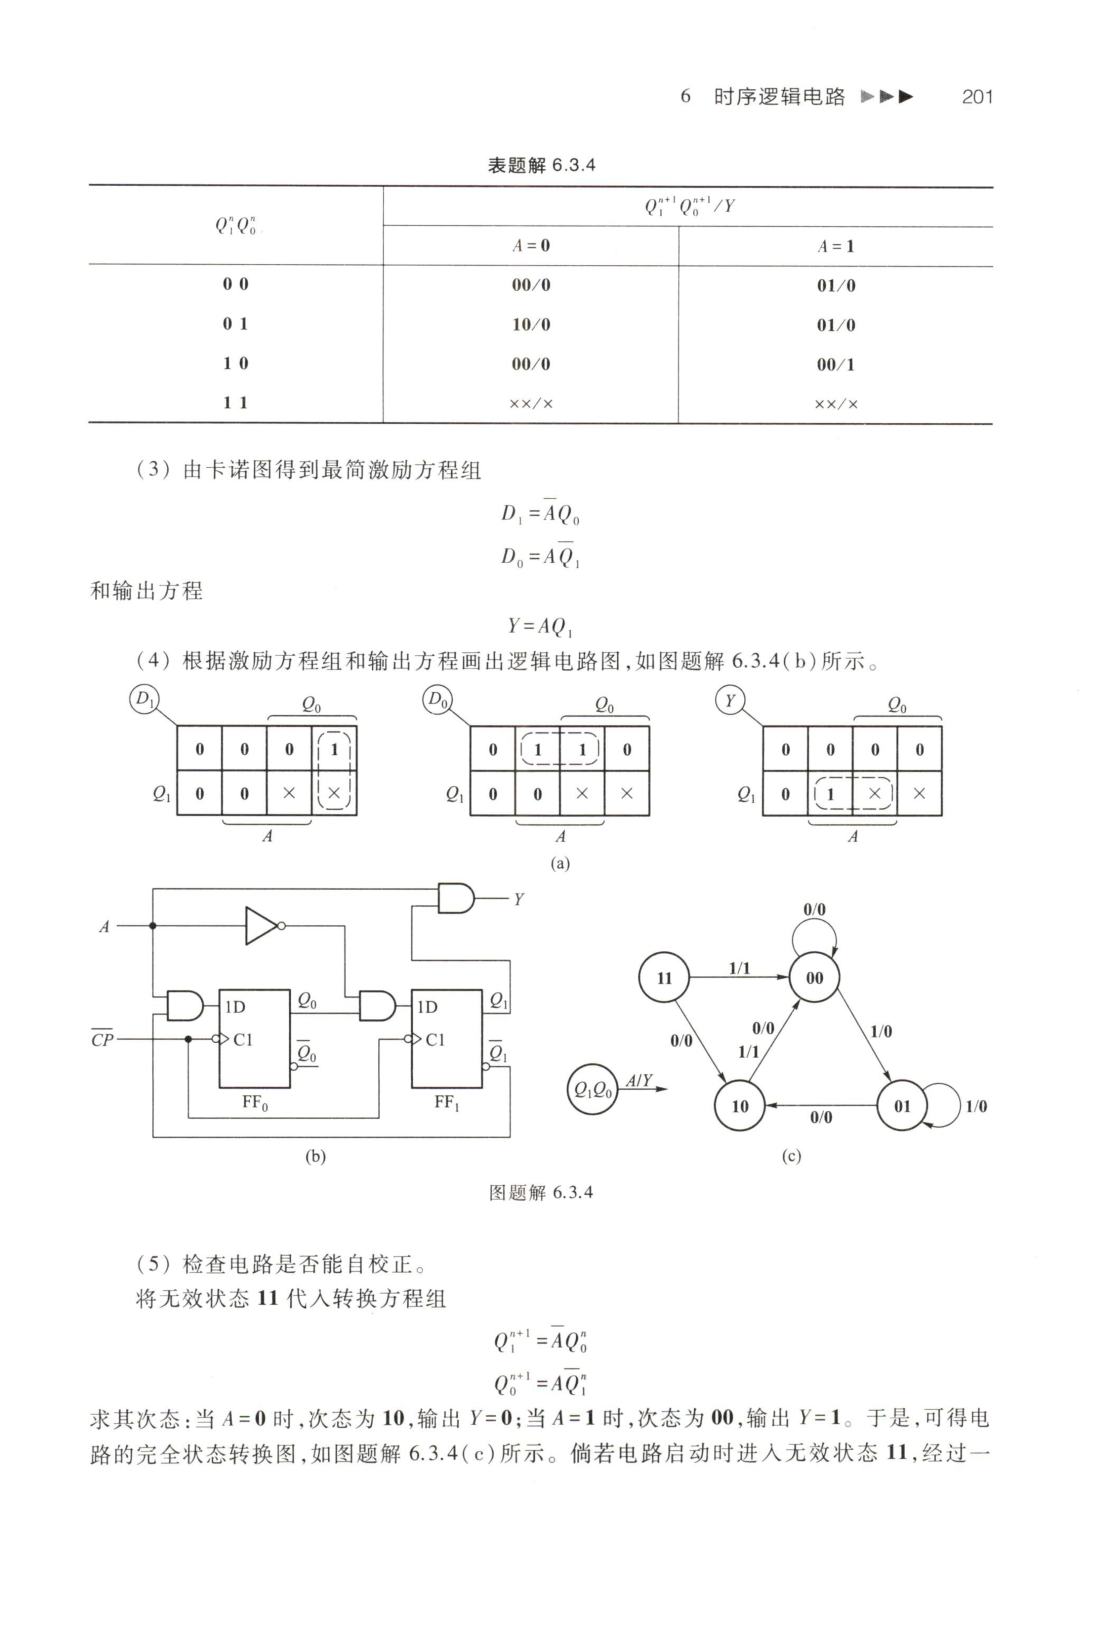 6 时序逻辑电路 ▶▶▶ 201
表题解 6.3.4
Q₁ⁿQ₀ⁿ Q₁ⁿ⁺¹Q₀ⁿ⁺¹/Y
A=0 A=1
0 0 00/0 01/0
0 1 10/0 01/0
1 0 00/0 00/1
1 1 ××/× ××/×
(3) 由卡诺图得到最简激励方程组
D₁=A̅Q₀
D₀=AQ̅₁
和输出方程
Y=AQ₁
(4) 根据激励方程组和输出方程画出逻辑电路图,如图题解 6.3.4(b)所示。
D₁ Q₀ D₀ Q₀ Y Q₀
0 0 0 1 0 1 1 0 0 0 0 0
Q₁ 0 0 × × Q₁ 0 0 × × Q₁ 0 1 × ×
A A A
(a)
A Y
1D Q₀ 1D Q₁
C̅P̅ C1 Q̅₀ C1 Q̅₁
FF₀ FF₁
(b)
0/0
11 1/1 00
0/0 0/0 1/1 1/0
Q₁Q₀ A/Y 10 0/0 01 1/0
(c)
图题解 6.3.4
(5) 检查电路是否能自校正。
将无效状态 11 代入转换方程组
Q₁ⁿ⁺¹=A̅Q₀ⁿ
Q₀ⁿ⁺¹=AQ̅₁ⁿ
求其次态:当 A=0 时,次态为 10,输出 Y=0;当 A=1 时,次态为 00,输出 Y=1。于是,可得电
路的完全状态转换图,如图题解 6.3.4(c)所示。倘若电路启动时进入无效状态 11,经过一